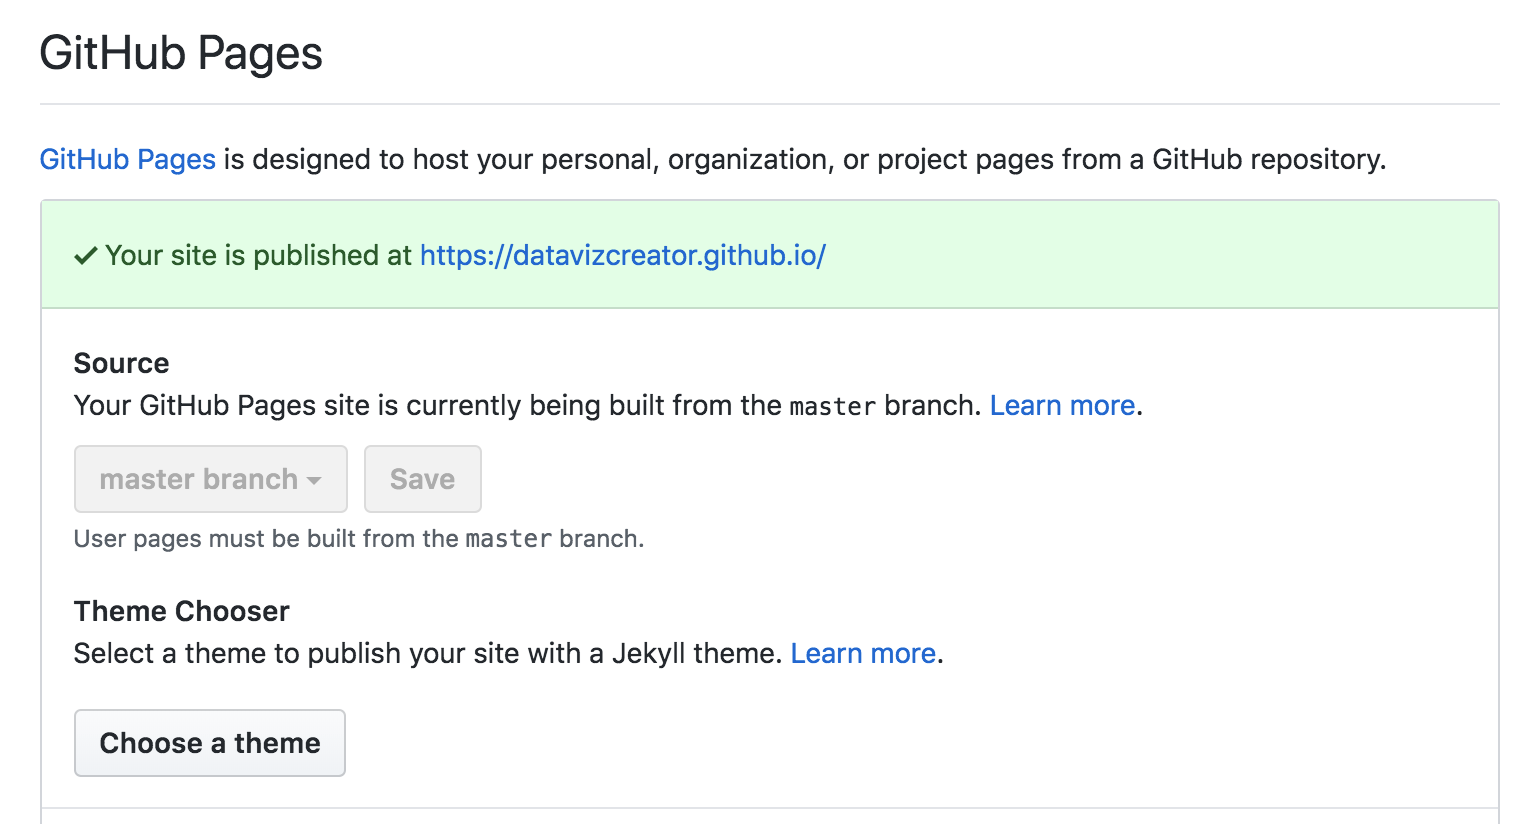 GitHub Pages
GitHub Pages is designed to host your personal, organization, or project pages from a GitHub repository.
Your site is published at https://datavizcreator.github.io/
Source
Your GitHub Pages site is currently being built from the master branch. Learn more.
master branch Save
User pages must be built from the master branch.
Theme Chooser
Select a theme to publish your site with a Jekyll theme. Learn more.
Choose a theme